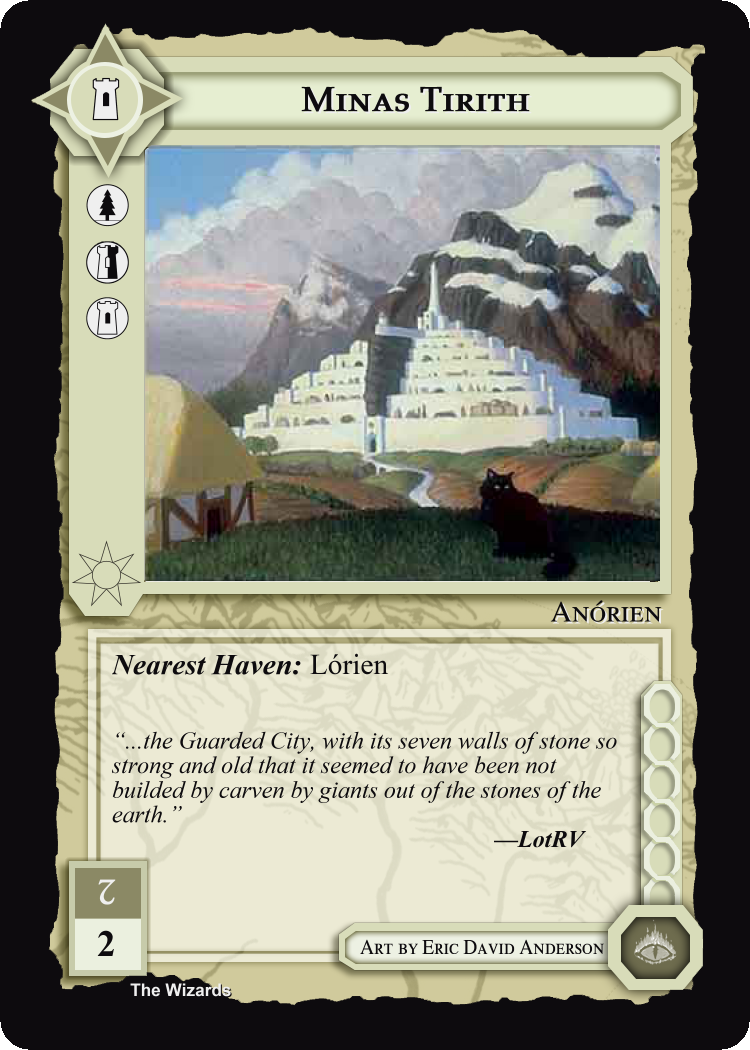 Minas Tirith
Anórien
Nearest Haven: Lórien
“...the Guarded City, with its seven walls of stone so
strong and old that it seemed to have been not
builded by carven by giants out of the stones of the
earth.”
—LotRV
2
2
Art by Eric David Anderson
The Wizards